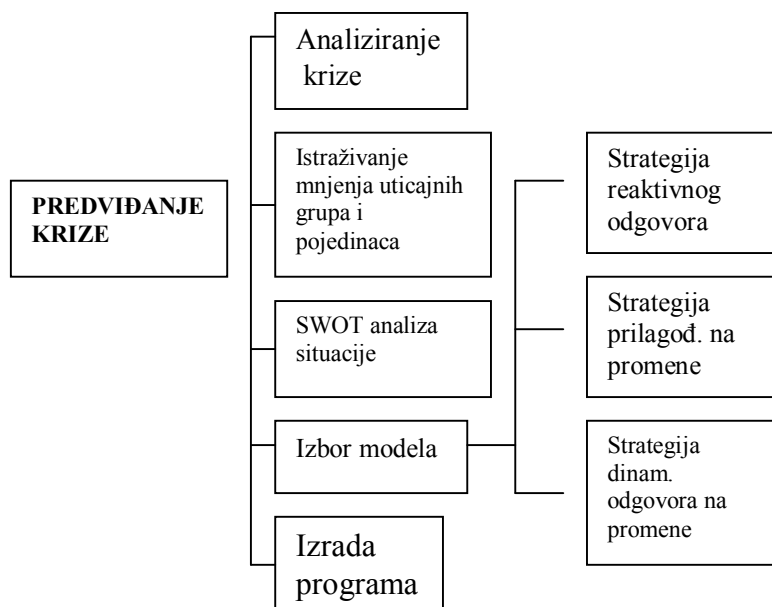 PREDVIĐANJE
KRIZE
Analiziranje
krize
Istraživanje
mnjenja uticajnih
grupa i
pojedinaca
SWOT analiza
situacije
Izbor modela
Izrada
programa
Strategija
reaktivnog
odgovora
Strategija
prilagođ. na
promene
Strategija
dinam.
odgovora na
promene